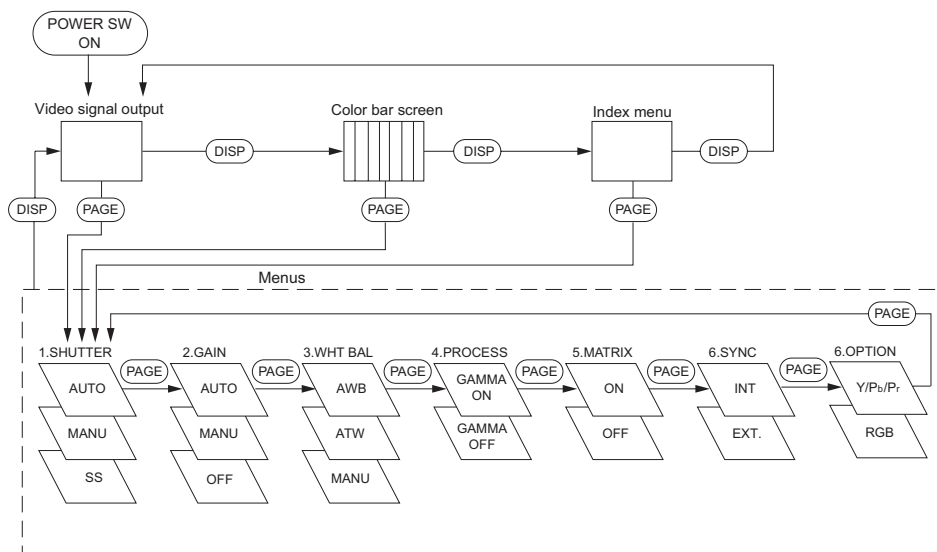 POWER SW
ON
Video signal output
Color bar screen
Index menu
DISP
DISP
DISP
DISP
PAGE
PAGE
PAGE
Menus
PAGE
1.SHUTTER
2.GAIN
3.WHT BAL
4.PROCESS
5.MATRIX
6.SYNC
6.OPTION
PAGE
PAGE
PAGE
PAGE
PAGE
PAGE
AUTO
AUTO
AWB
GAMMA
ON
ON
INT
Y/Pb/Pr
MANU
MANU
ATW
GAMMA
OFF
OFF
EXT.
RGB
SS
OFF
MANU